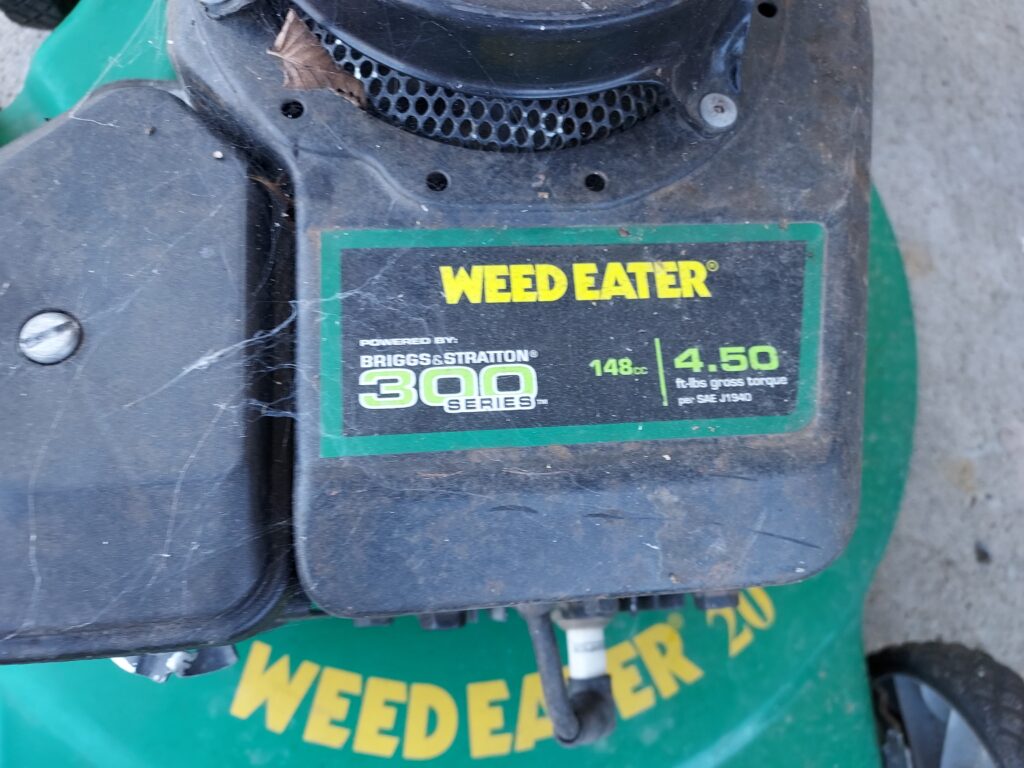 WEED EATER®
POWERED BY:
BRIGGS & STRATTON®
300
SERIES™
148cc
4.50
ft-lbs gross torque
per SAE J1940
WEED EATER® 20